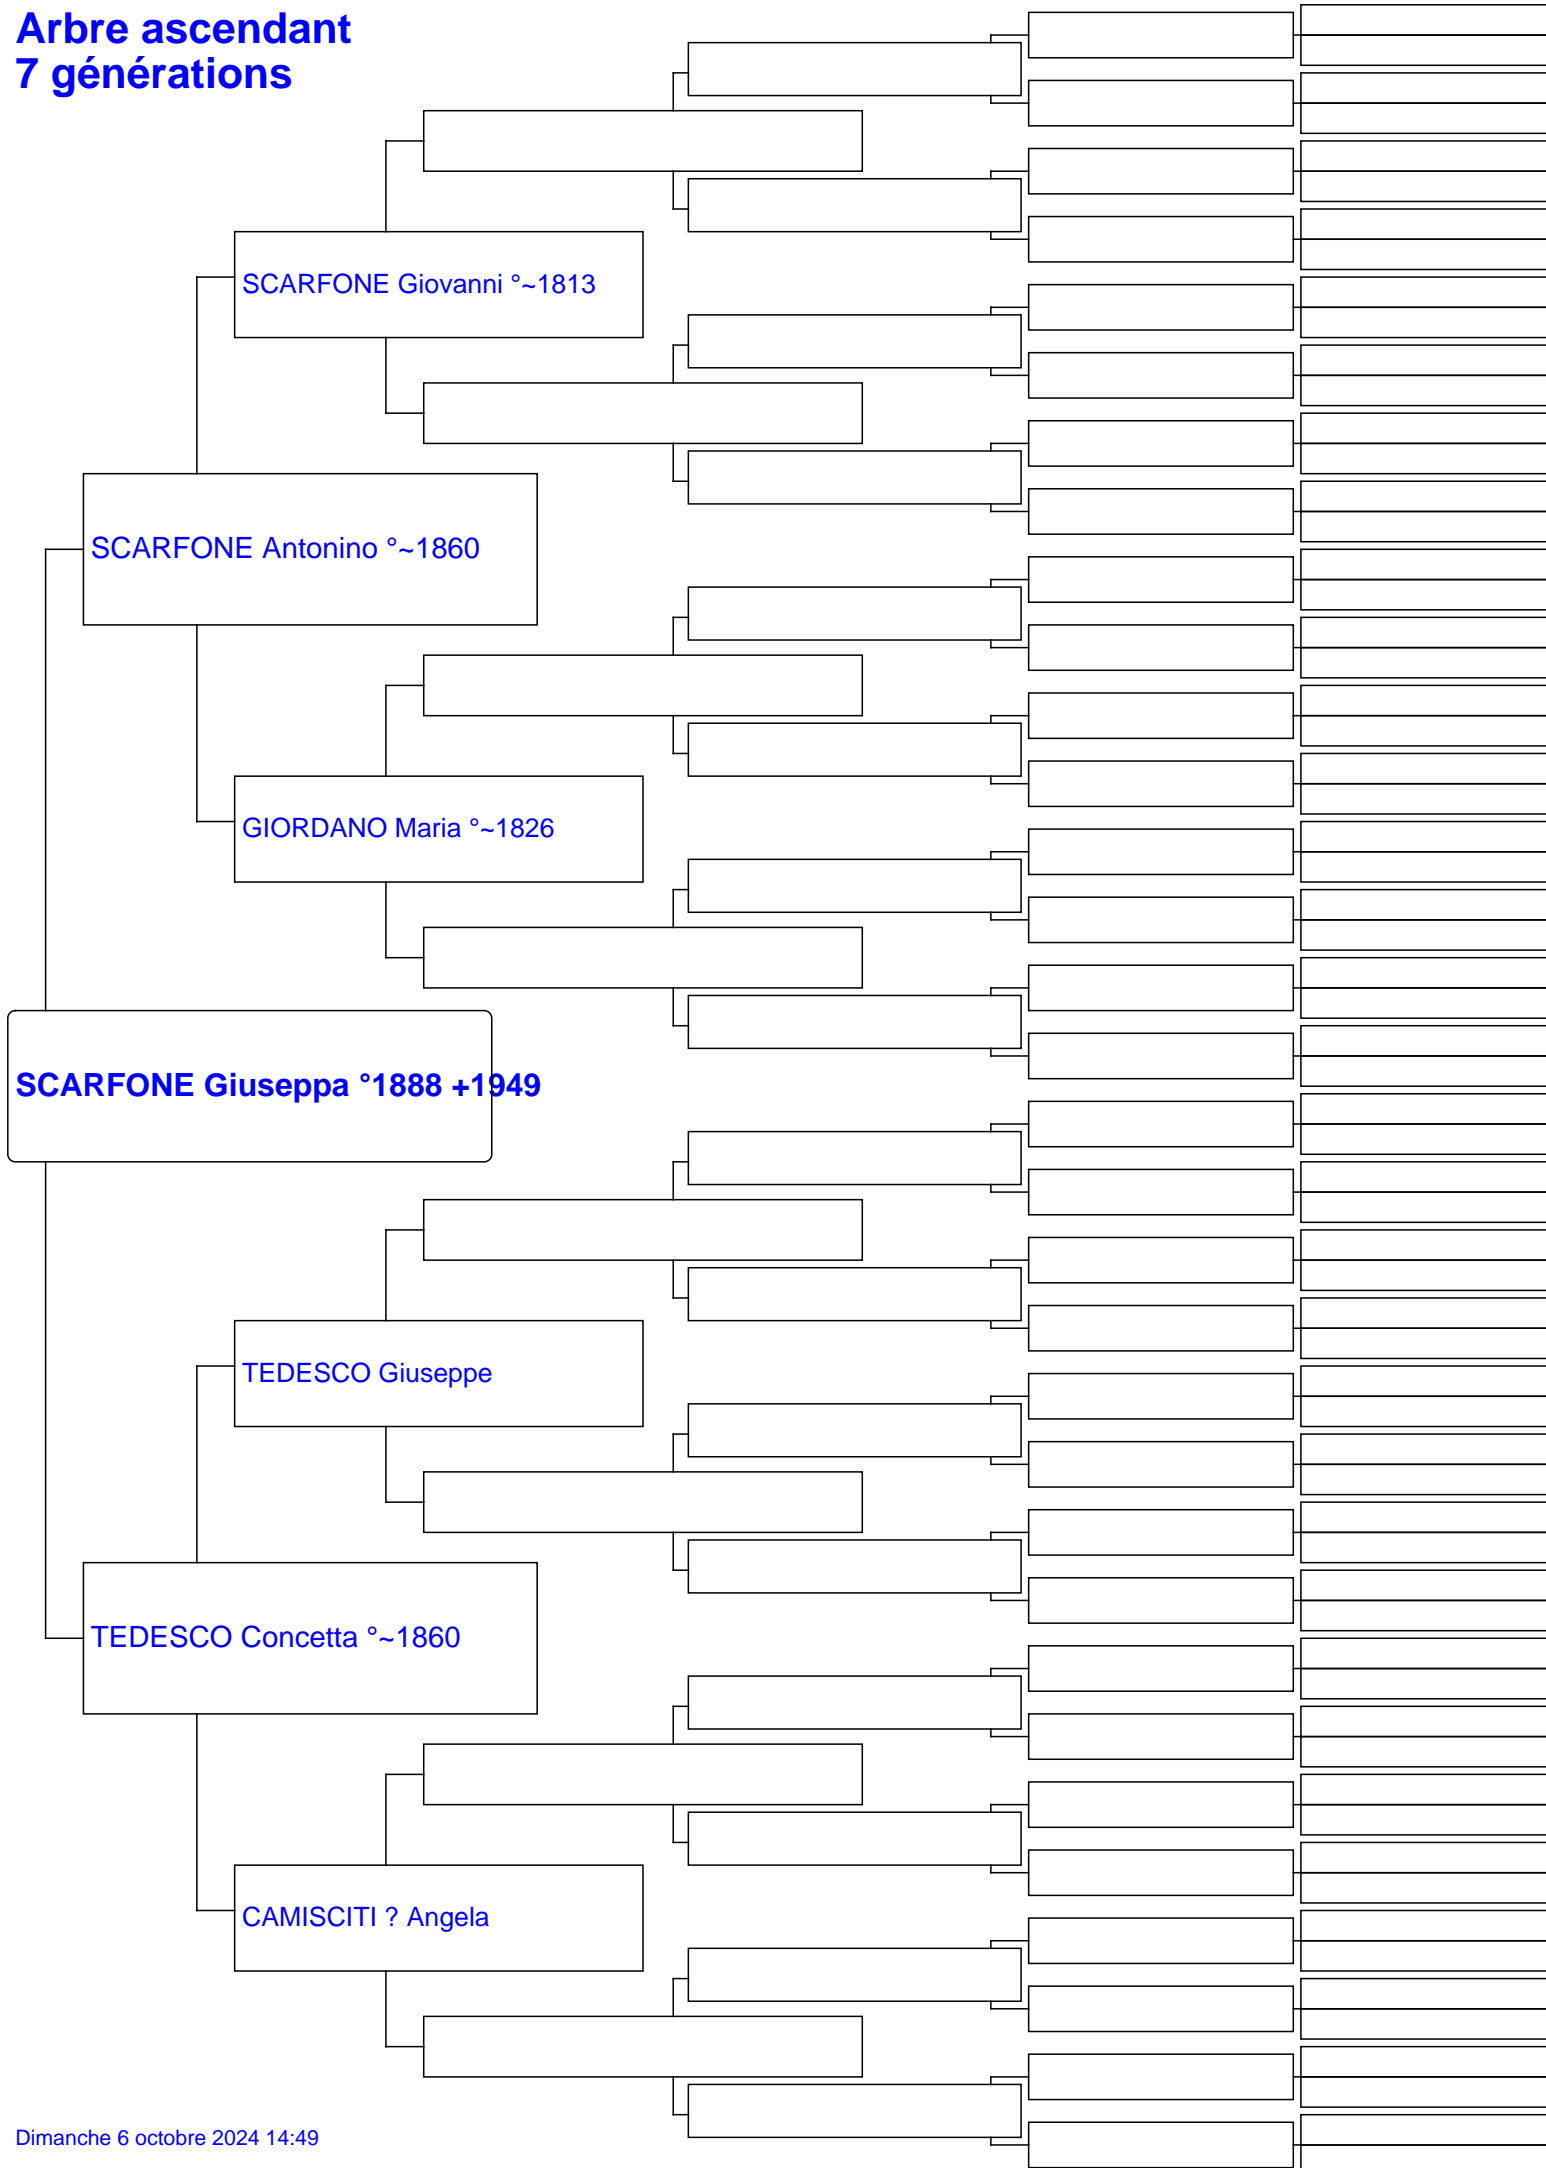 Arbre ascendant
7 générations
SCARFONE Giovanni °~1813
SCARFONE Antonino °~1860
GIORDANO Maria °~1826
SCARFONE Giuseppa °1888 +1949
TEDESCO Giuseppe
TEDESCO Concetta °~1860
CAMISCITI ? Angela
Dimanche 6 octobre 2024 14:49